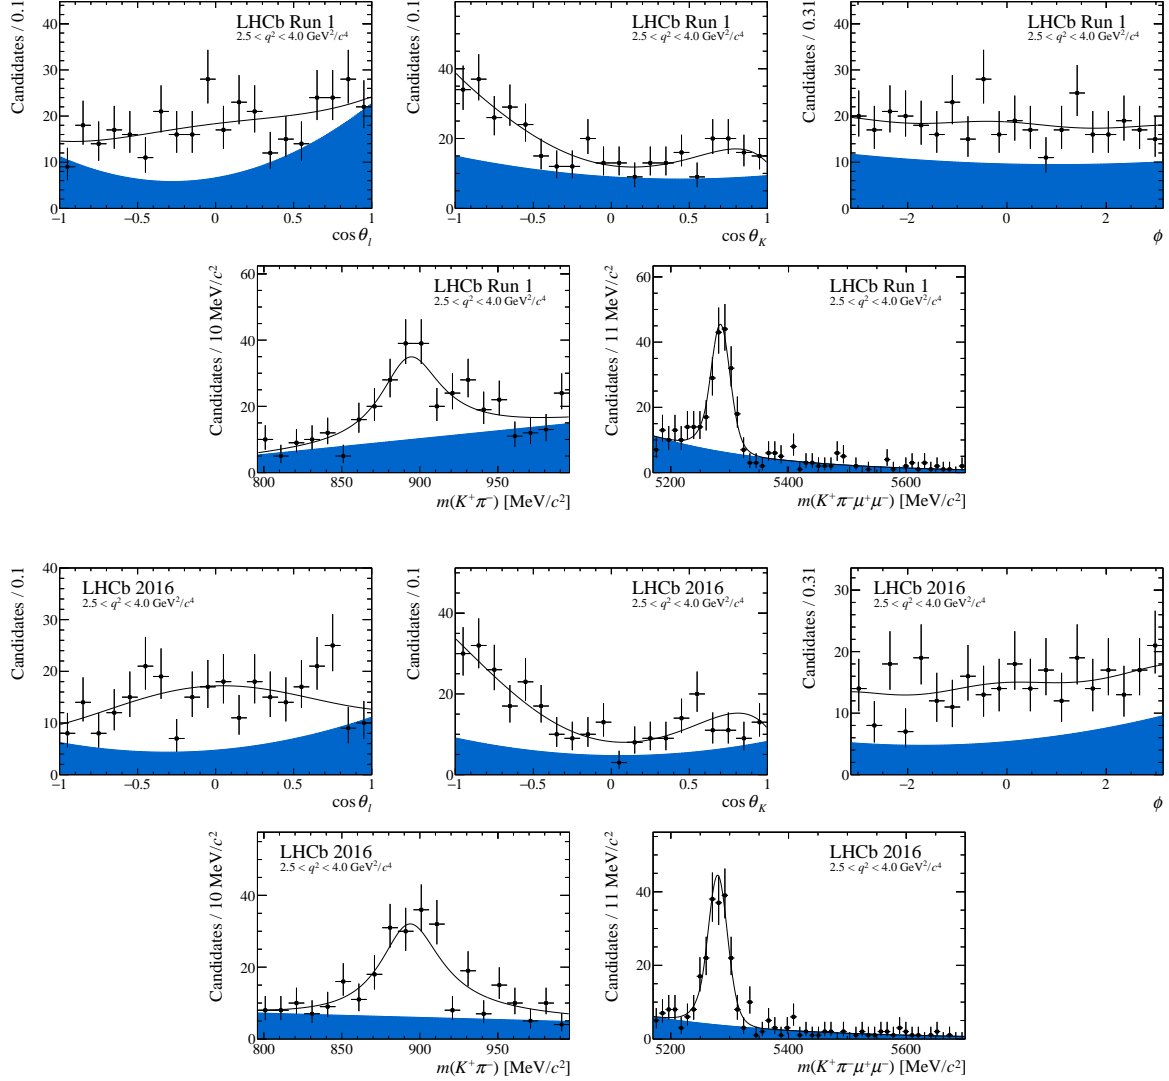 LHCb Run 1
2.5 < q² < 4.0 GeV²/c⁴
Candidates / 0.1
40
30
20
10
0
−1
−0.5
0
0.5
1
cos θ_l
LHCb Run 1
2.5 < q² < 4.0 GeV²/c⁴
Candidates / 0.1
40
20
0
−1
−0.5
0
0.5
1
cos θ_K
LHCb Run 1
2.5 < q² < 4.0 GeV²/c⁴
Candidates / 0.31
40
30
20
10
0
−2
0
2
ϕ
LHCb Run 1
2.5 < q² < 4.0 GeV²/c⁴
Candidates / 10 MeV/c²
60
40
20
0
800
850
900
950
m(K⁺π⁻) [MeV/c²]
LHCb Run 1
2.5 < q² < 4.0 GeV²/c⁴
Candidates / 11 MeV/c²
60
40
20
0
5200
5400
5600
m(K⁺π⁻μ⁺μ⁻) [MeV/c²]
LHCb 2016
2.5 < q² < 4.0 GeV²/c⁴
Candidates / 0.1
40
30
20
10
0
−1
−0.5
0
0.5
1
cos θ_l
LHCb 2016
2.5 < q² < 4.0 GeV²/c⁴
Candidates / 0.1
40
20
0
−1
−0.5
0
0.5
1
cos θ_K
LHCb 2016
2.5 < q² < 4.0 GeV²/c⁴
Candidates / 0.31
30
20
10
0
−2
0
2
ϕ
LHCb 2016
2.5 < q² < 4.0 GeV²/c⁴
Candidates / 10 MeV/c²
40
20
0
800
850
900
950
m(K⁺π⁻) [MeV/c²]
LHCb 2016
2.5 < q² < 4.0 GeV²/c⁴
Candidates / 11 MeV/c²
40
20
0
5200
5400
5600
m(K⁺π⁻μ⁺μ⁻) [MeV/c²]